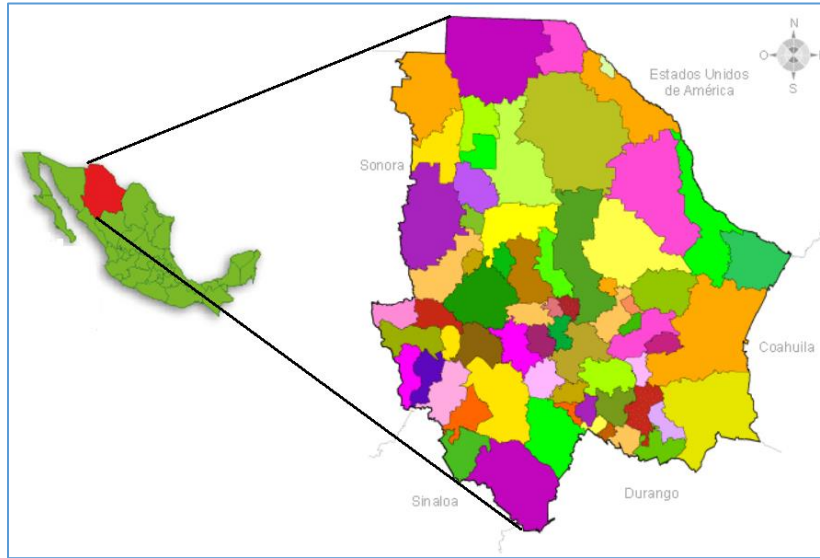 N
O
S
Estados Unidos
de América
Sonora
Coahuila
Sinaloa
Durango